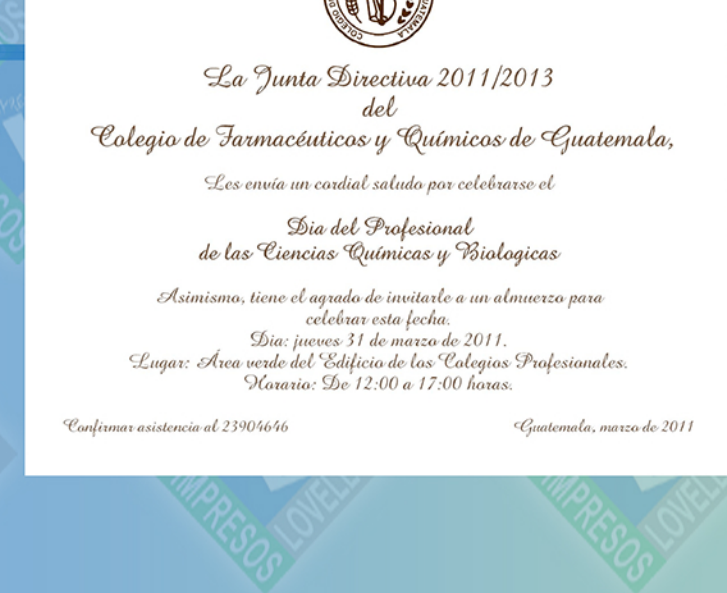 COLEGIO DE
GUATEMALA
La Junta Directiva 2011/2013
del
Colegio de Farmacéuticos y Químicos de Guatemala,
Les envía un cordial saludo por celebrarse el
Dia del Profesional
de las Ciencias Químicas y Biologicas
Asimismo, tiene el agrado de invitarle a un almuerzo para
celebrar esta fecha.
Dia: jueves 31 de marzo de 2011.
Lugar: Área verde del Edificio de los Colegios Profesionales.
Horario: De 12:00 a 17:00 horas.
Confirmar asistencia al 23904646
Guatemala, marzo de 2011
IMPRESOS
IMPRESOS